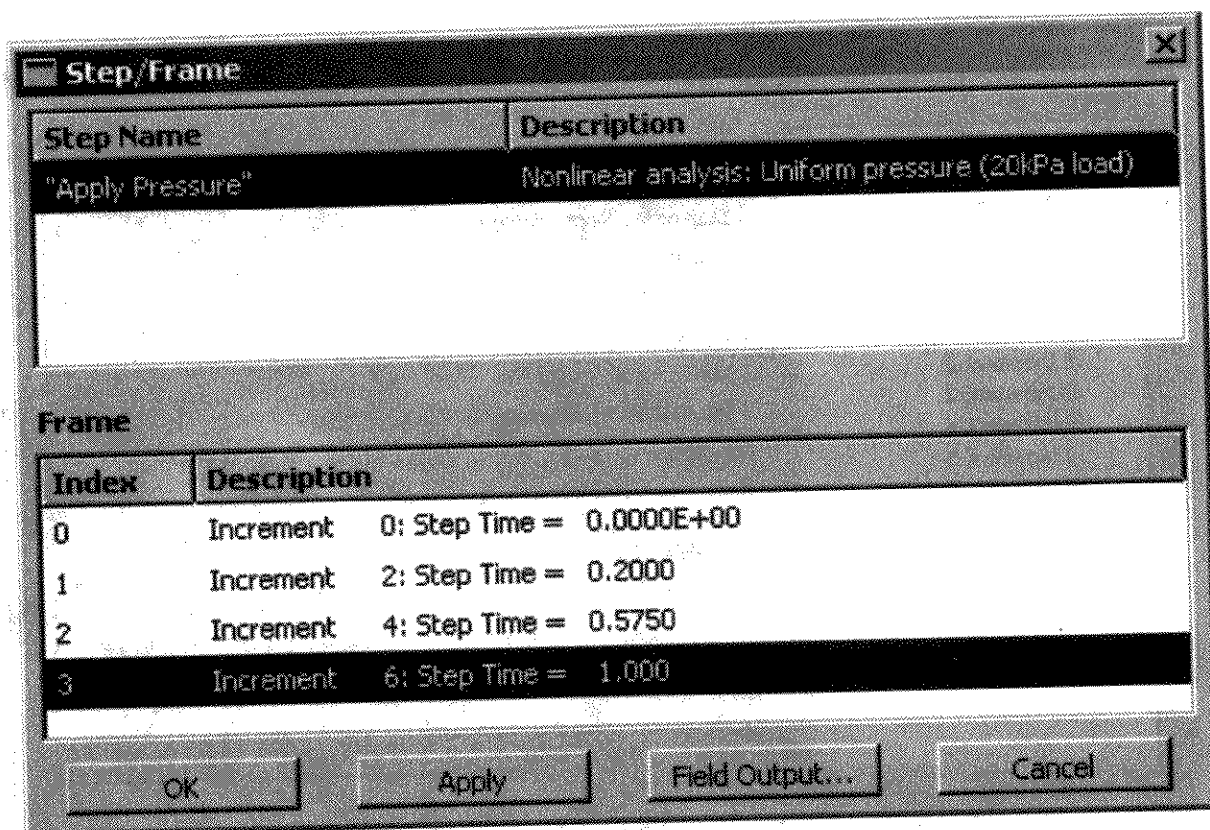 Step/Frame
Step Name Description
"Apply Pressure" Nonlinear analysis: Uniform pressure (20kPa load)
Frame
Index Description
0 Increment 0: Step Time = 0.0000E+00
1 Increment 2: Step Time = 0.2000
2 Increment 4: Step Time = 0.5750
3 Increment 6: Step Time = 1.000
OK Apply Field Output... Cancel